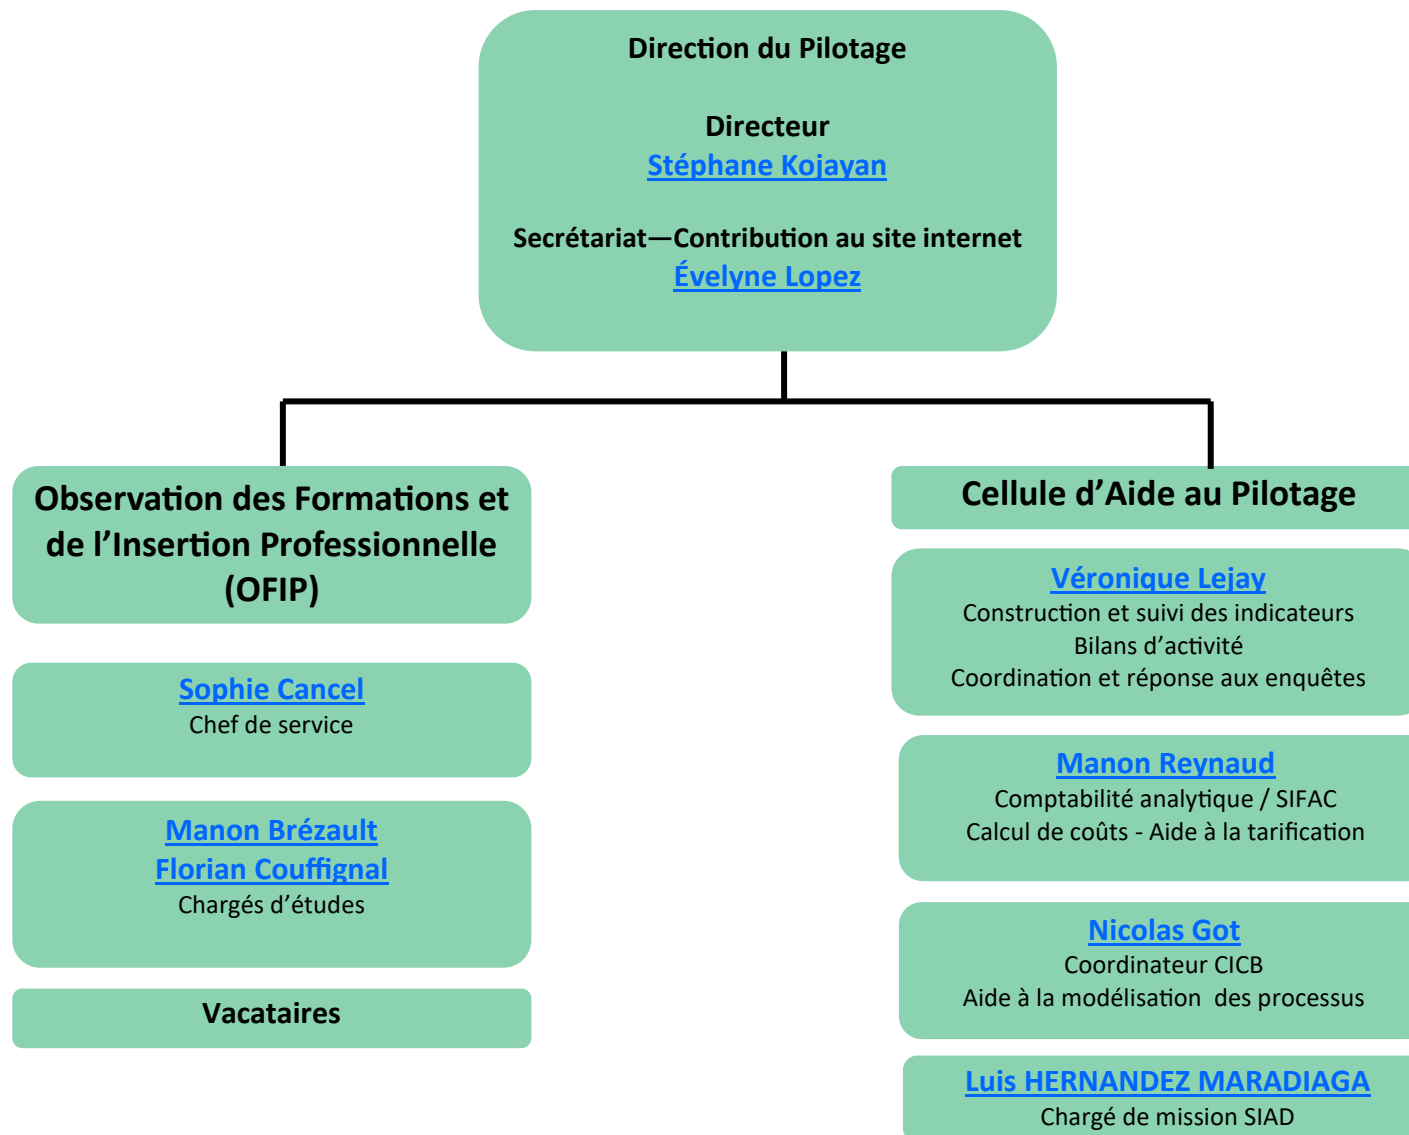 Direction du Pilotage
Directeur
Stéphane Kojayan
Secrétariat—Contribution au site internet
Évelyne Lopez
Observation des Formations et
de l’Insertion Professionnelle
(OFIP)
Sophie Cancel
Chef de service
Manon Brézault
Florian Couffignal
Chargés d’études
Vacataires
Cellule d’Aide au Pilotage
Véronique Lejay
Construction et suivi des indicateurs
Bilans d’activité
Coordination et réponse aux enquêtes
Manon Reynaud
Comptabilité analytique / SIFAC
Calcul de coûts - Aide à la tarification
Nicolas Got
Coordinateur CICB
Aide à la modélisation  des processus
Luis HERNANDEZ MARADIAGA
Chargé de mission SIAD